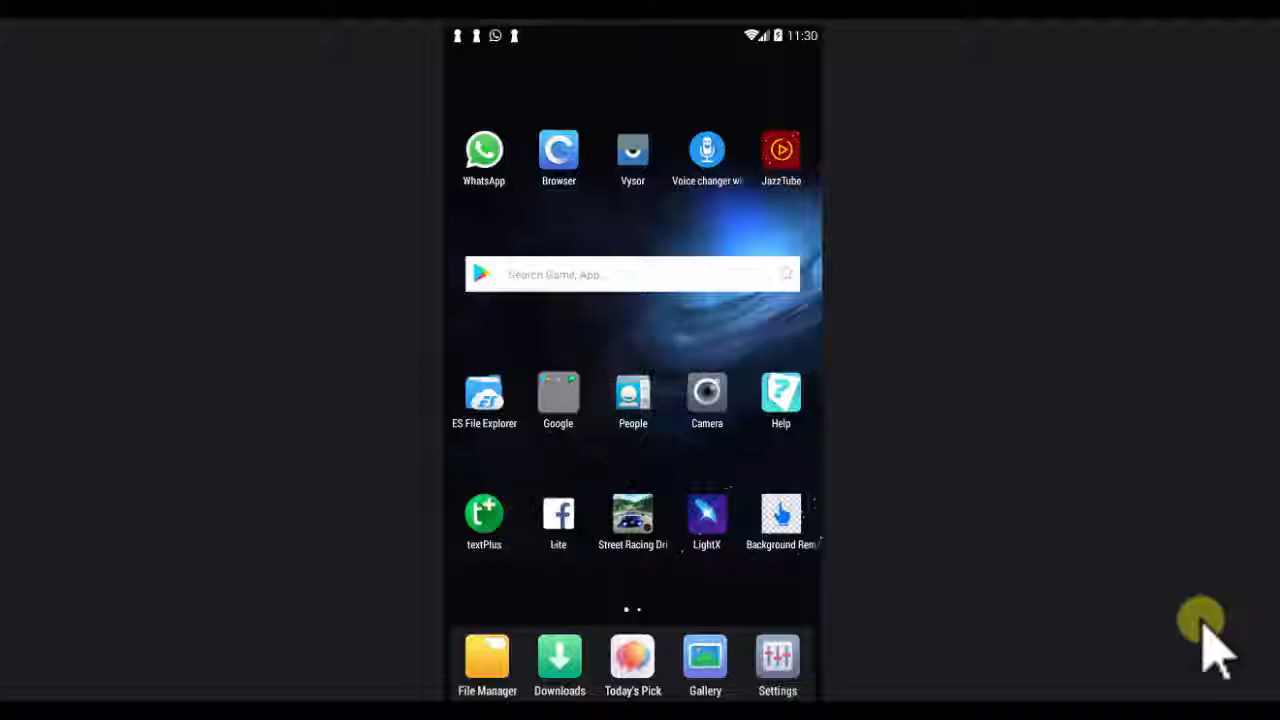 11:30
WhatsApp Browser Vysor Voice changer wi JazzTube
Search Game, App...
ES File Explorer Google People Camera Help
textPlus Lite Street Racing Dri LightX Background Rem
File Manager Downloads Today's Pick Gallery Settings